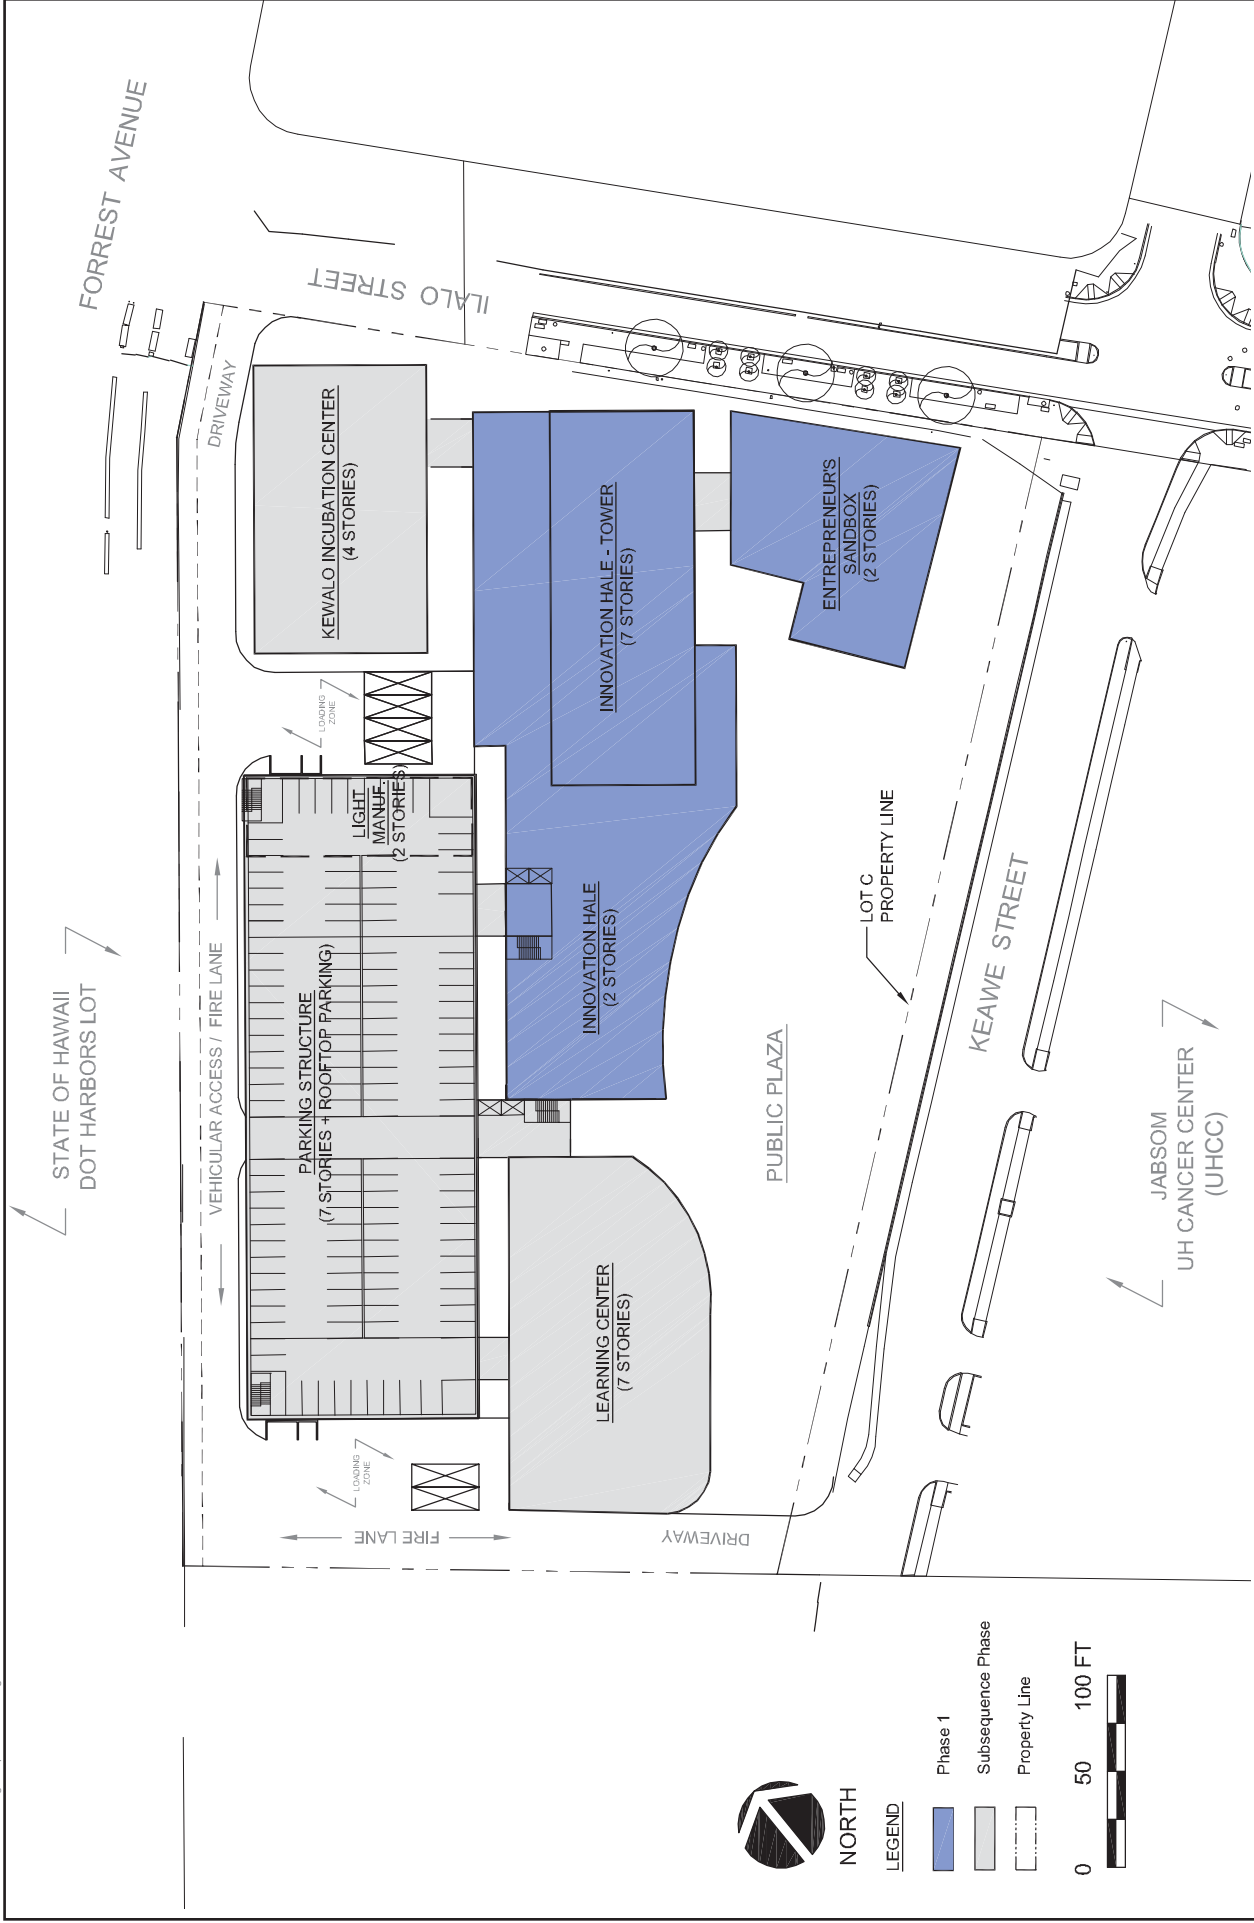 FORREST AVENUE
ILALO STREET
DRIVEWAY
STATE OF HAWAII
DOT HARBORS LOT
VEHICULAR ACCESS / FIRE LANE
KEWALO INCUBATION CENTER
(4 STORIES)
INNOVATION HALE - TOWER
(7 STORIES)
ENTREPRENEUR'S
SANDBOX
(2 STORIES)
LOADING
ZONE
LIGHT
MANUF.
(2 STORIES)
PARKING STRUCTURE
(7 STORIES + ROOFTOP PARKING)
INNOVATION HALE
(2 STORIES)
LOT C
PROPERTY LINE
KEAWE STREET
PUBLIC PLAZA
LEARNING CENTER
(7 STORIES)
JABSOM
UH CANCER CENTER
(UHCC)
LOADING
ZONE
FIRE LANE
DRIVEWAY
NORTH
LEGEND
Phase 1
Subsequence Phase
Property Line
0 50 100 FT